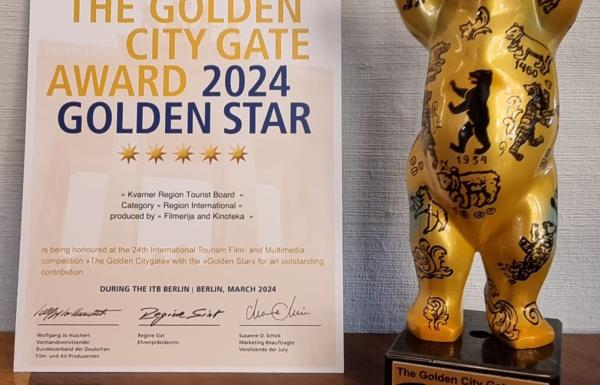 THE GOLDEN
CITY GATE
AWARD 2024
GOLDEN STAR
» Kvarner Region Tourist Board «
Category » Region International «
produced by » Filmerija and Kinoteka «
is being honoured at the 24th International Tourism Film- and Multimedia
competition »The Golden Citygate« with the »Golden Star« for an outstanding
contribution.
DURING THE ITB BERLIN | BERLIN, MARCH 2024
Wolfgang Jo Huschert
Vorstandsvorsitzender
Bundesverband der Deutschen
Film- und AV-Produzenten
Regine Sixt
Ehrenpräsidentin
Susanne D. Schick
Marketing-Beauftragte
Vorsitzende der Jury
1460
1954
The Golden City Ga